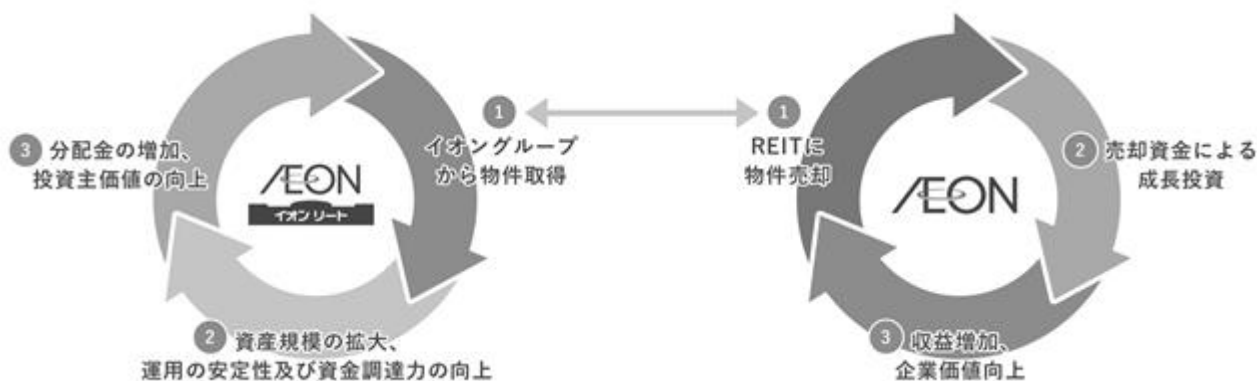 1
イオングループ
から物件取得
2 資産規模の拡大、
運用の安定性及び資金調達力の向上
3 分配金の増加、
投資主価値の向上
ÆON
イオン リート
1
REITに
物件売却
2 売却資金による
成長投資
3 収益増加、
企業価値向上
ÆON